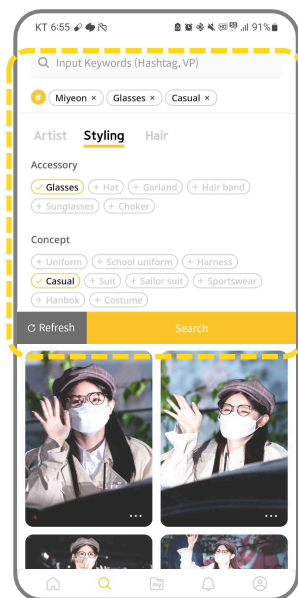 KT 6:55 91%
Input Keywords (Hashtag, VP)
# Miyeon × Glasses × Casual ×
Artist Styling Hair
Accessory
✓ Glasses + Hat + Garland + Hair band
+ Sunglasses + Choker
Concept
+ Uniform + School uniform + Harness
✓ Casual + Suit + Sailor suit + Sportswear
+ Hanbok + Costume
Refresh Search
... ...